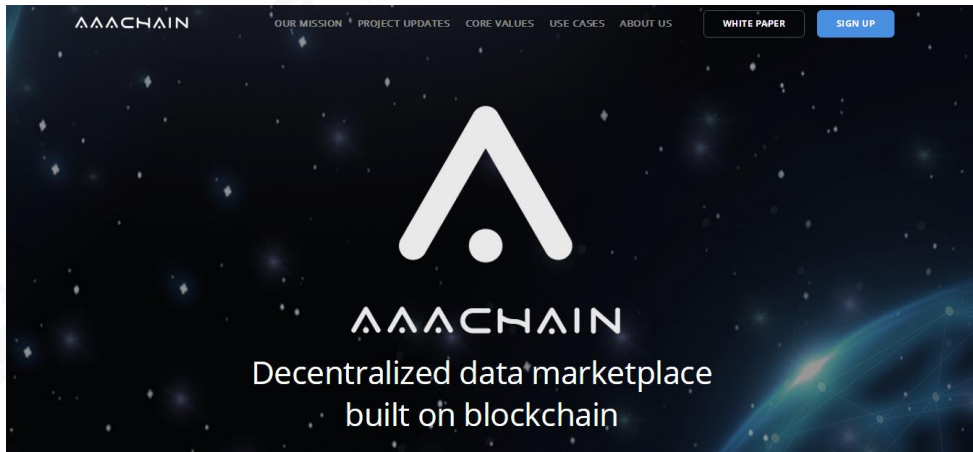 AAACHAIN
OUR MISSION PROJECT UPDATES CORE VALUES USE CASES ABOUT US WHITE PAPER SIGN UP
AAACHAIN
Decentralized data marketplace
built on blockchain